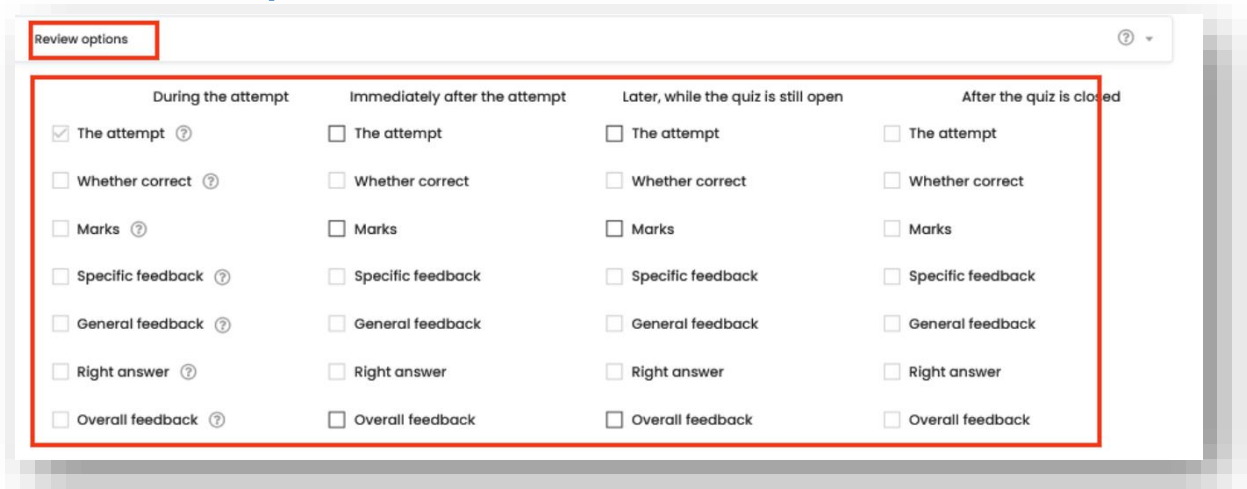 Review options
During the attempt Immediately after the attempt Later, while the quiz is still open After the quiz is closed
The attempt The attempt The attempt The attempt
Whether correct Whether correct Whether correct Whether correct
Marks Marks Marks Marks
Specific feedback Specific feedback Specific feedback Specific feedback
General feedback General feedback General feedback General feedback
Right answer Right answer Right answer Right answer
Overall feedback Overall feedback Overall feedback Overall feedback